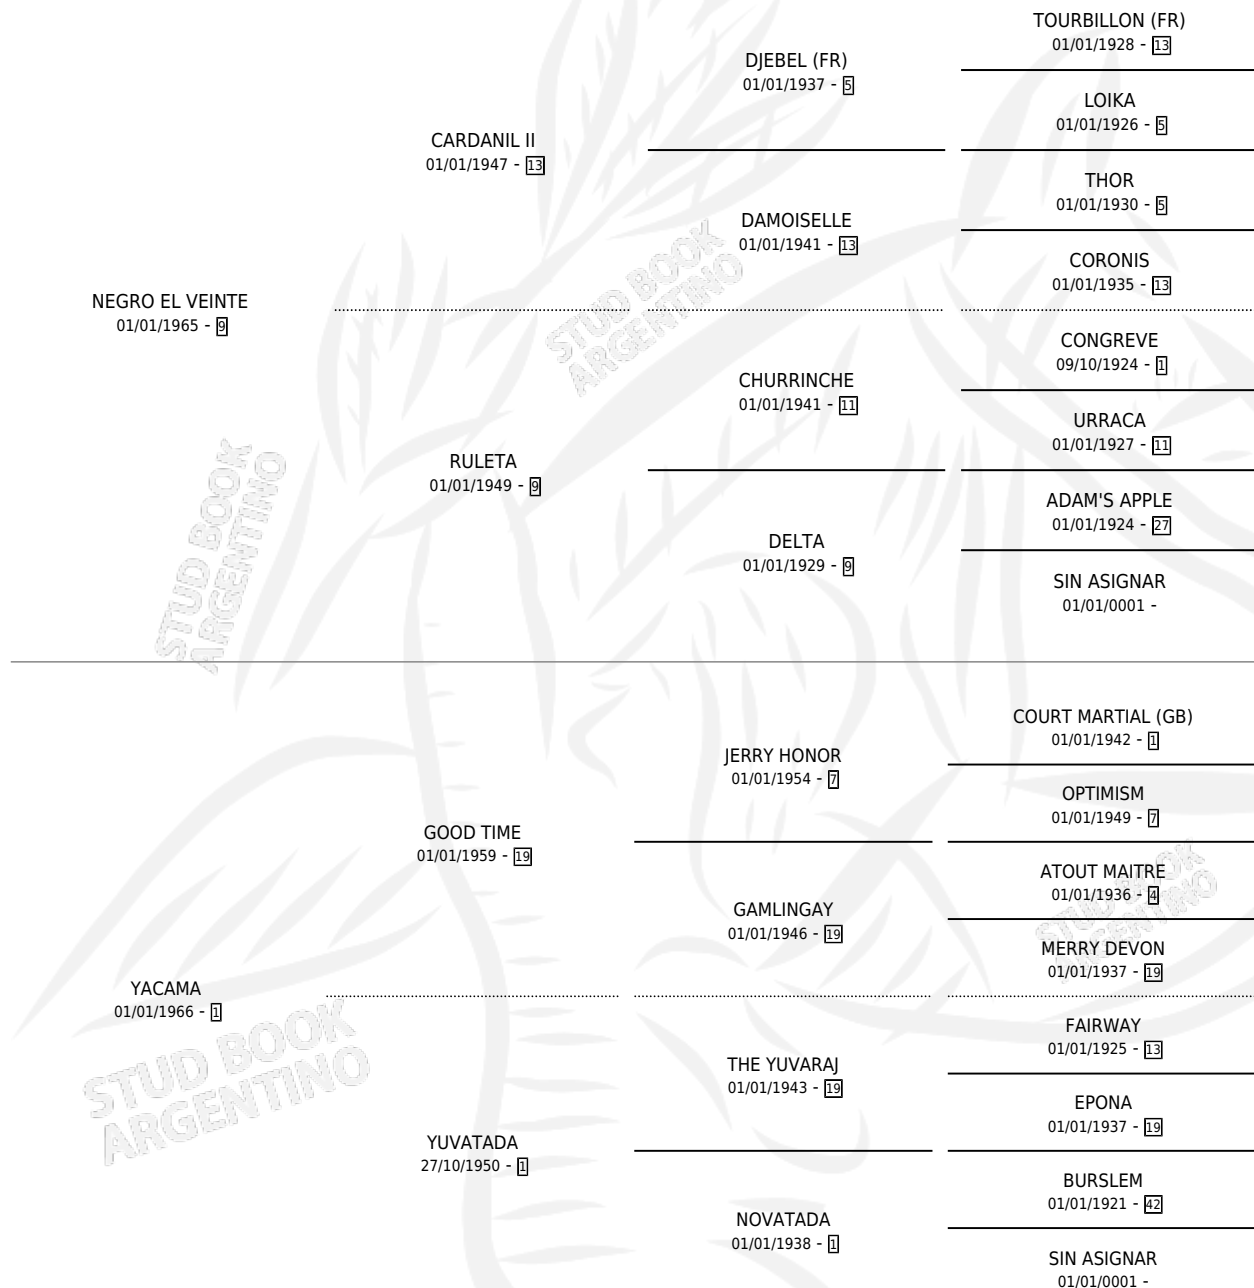 TOURBILLON (FR)
01/01/1928 - 13
DJEBEL (FR)
01/01/1937 - 5
LOIKA
01/01/1926 - 5
CARDANIL II
01/01/1947 - 13
THOR
01/01/1930 - 5
DAMOISELLE
01/01/1941 - 13
CORONIS
01/01/1935 - 13
NEGRO EL VEINTE
01/01/1965 - 9
STUD BOOK
ARGENTINO
CONGREVE
09/10/1924 - 1
CHURRINCHE
01/01/1941 - 11
URRACA
01/01/1927 - 11
RULETA
01/01/1949 - 9
ADAM'S APPLE
01/01/1924 - 27
DELTA
01/01/1929 - 9
SIN ASIGNAR
01/01/0001 -
STUD BOOK
ARGENTINO
COURT MARTIAL (GB)
01/01/1942 - 1
JERRY HONOR
01/01/1954 - 7
OPTIMISM
01/01/1949 - 7
GOOD TIME
01/01/1959 - 19
ATOUT MAITRE
01/01/1936 - 4
GAMLINGAY
01/01/1946 - 19
STUD BOOK
ARGENTINO
MERRY DEVON
01/01/1937 - 19
YACAMA
01/01/1966 - 1
FAIRWAY
01/01/1925 - 13
THE YUVARAJ
01/01/1943 - 19
STUD BOOK
ARGENTINO
EPONA
01/01/1937 - 19
YUVATADA
27/10/1950 - 1
BURSLEM
01/01/1921 - 42
NOVATADA
01/01/1938 - 1
SIN ASIGNAR
01/01/0001 -